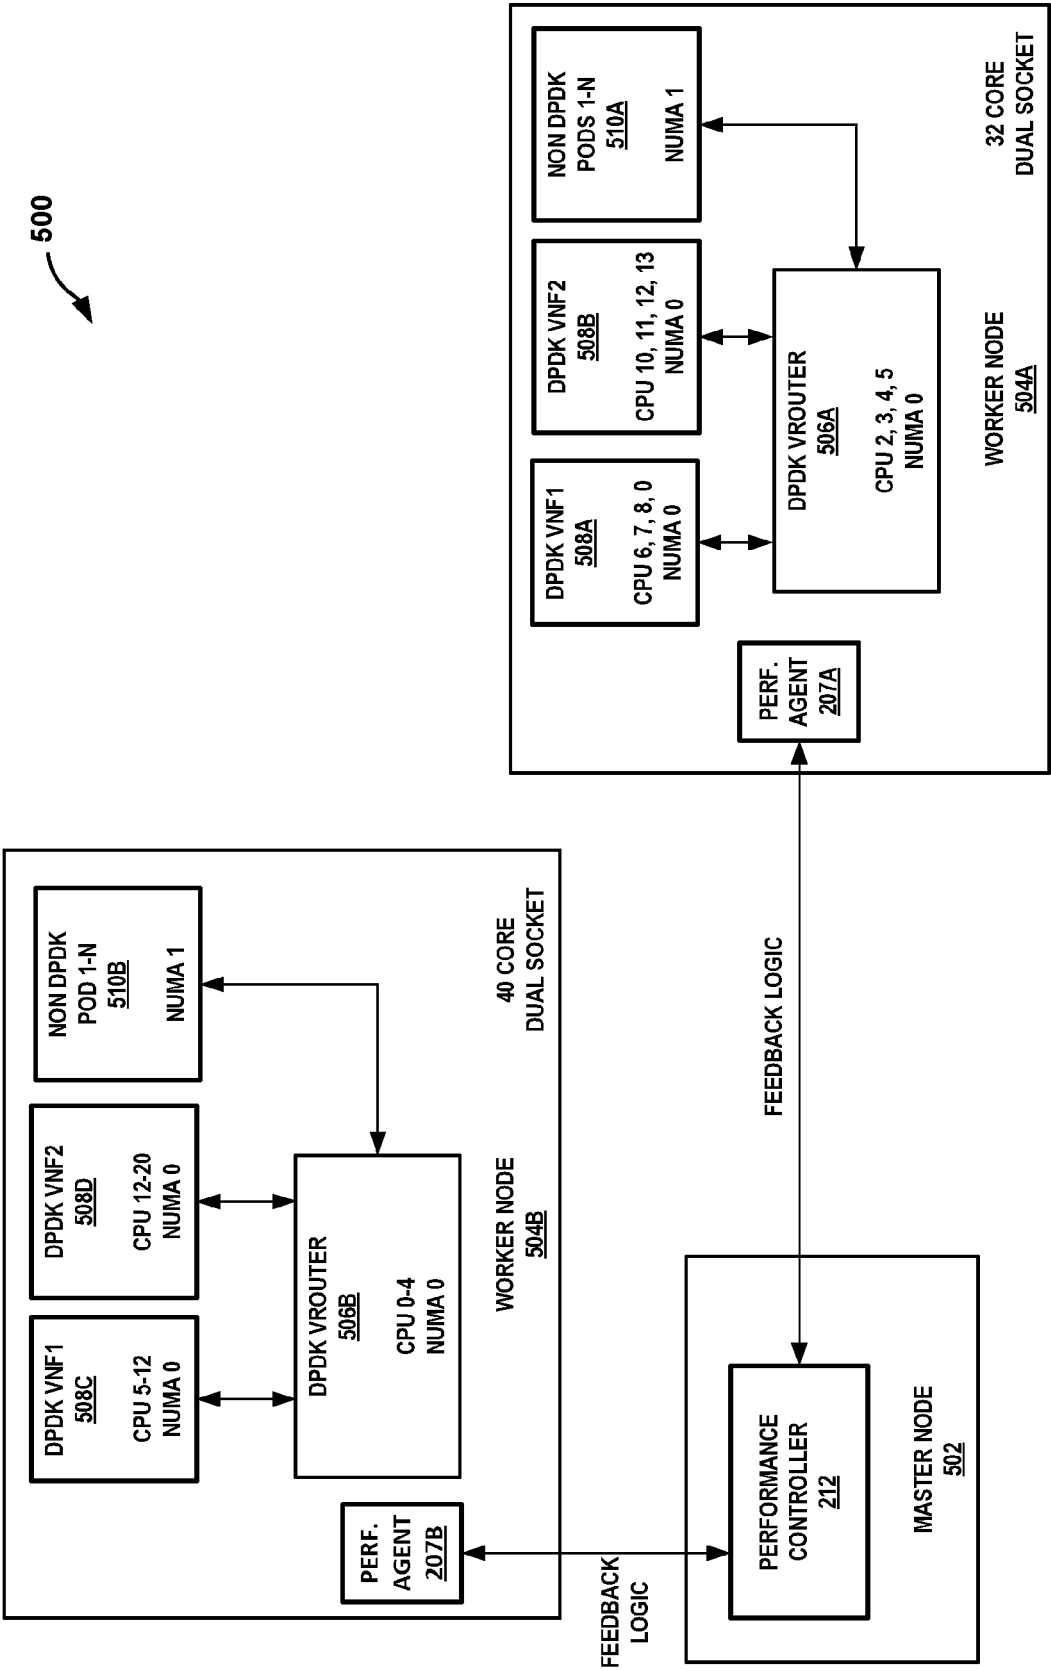 500
NON DPDK
POD 1-N
510B
NUMA 1
DPDK VNF2
508D
CPU 12-20
NUMA 0
DPDK VNF1
508C
CPU 5-12
NUMA 0
DPDK VROUTER
506B
CPU 0-4
NUMA 0
PERF.
AGENT
207B
WORKER NODE
504B
40 CORE
DUAL SOCKET
NON DPDK
PODS 1-N
510A
NUMA 1
DPDK VNF2
508B
CPU 10, 11, 12, 13
NUMA 0
DPDK VNF1
508A
CPU 6, 7, 8, 0
NUMA 0
DPDK VROUTER
506A
CPU 2, 3, 4, 5
NUMA 0
PERF.
AGENT
207A
WORKER NODE
504A
32 CORE
DUAL SOCKET
FEEDBACK
LOGIC
FEEDBACK LOGIC
PERFORMANCE
CONTROLLER
212
MASTER NODE
502